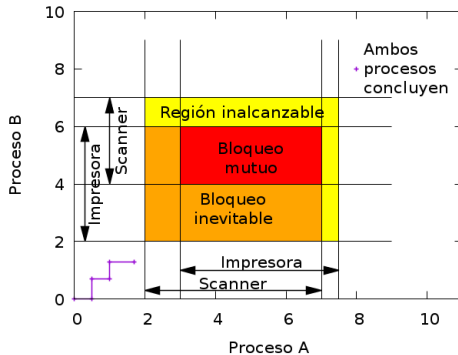 10
8
6
4
2
0
Proceso B
Ambos
procesos
concluyen
Región inalcanzable
Bloqueo
mutuo
Bloqueo
inevitable
Impresora
Scanner
Impresora
Scanner
0
2
4
6
8
10
Proceso A